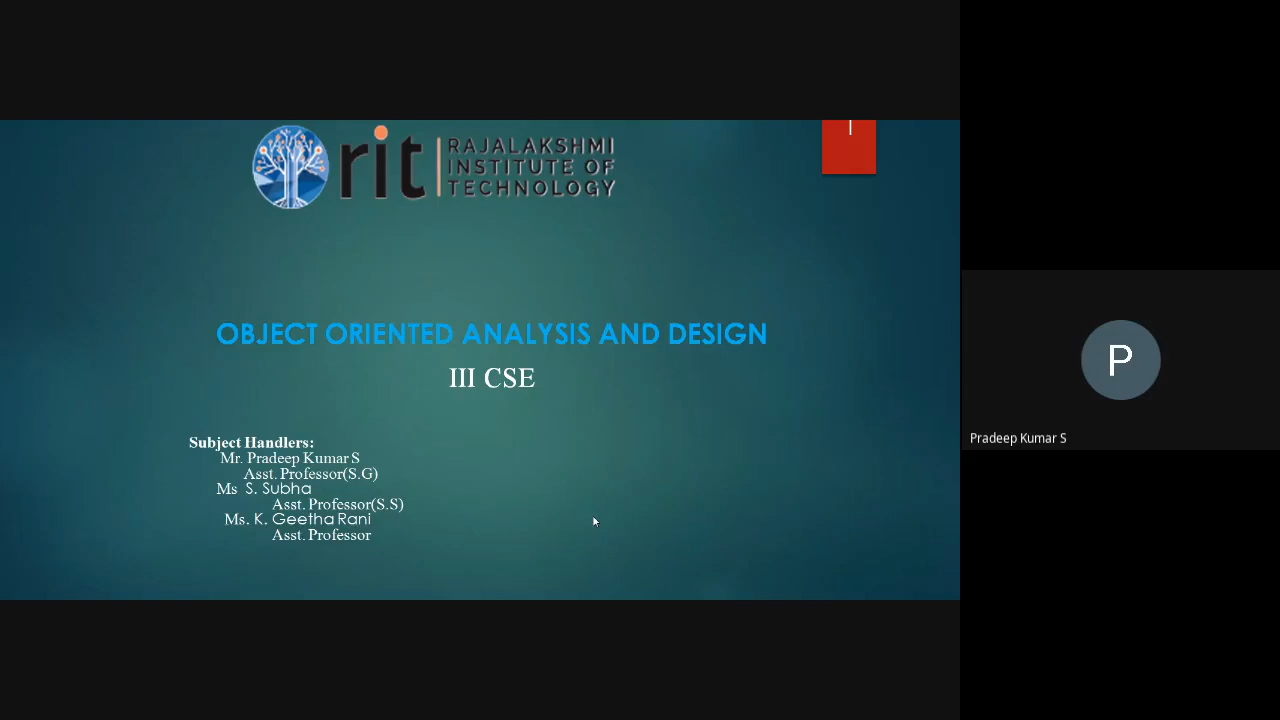 rit
RAJALAKSHMI
INSTITUTE OF
TECHNOLOGY
1
OBJECT ORIENTED ANALYSIS AND DESIGN
III CSE
Subject Handlers:
Mr. Pradeep Kumar S
Asst. Professor(S.G)
Ms S. Subha
Asst. Professor(S.S)
Ms. K. Geetha Rani
Asst. Professor
P
Pradeep Kumar S